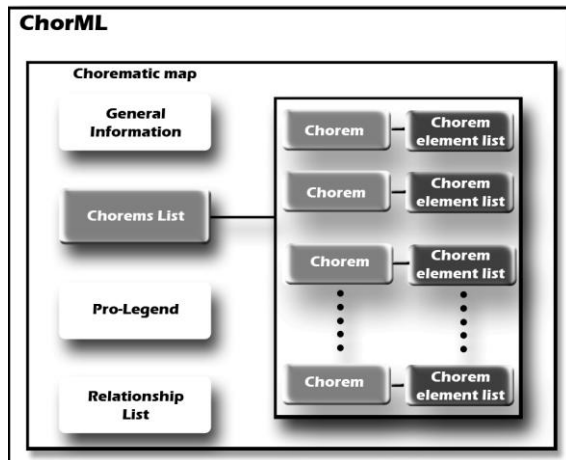 ChorML
Chorematic map
General
Information
Chorems List
Pro-Legend
Relationship
List
Chorem
Chorem
element list
Chorem
Chorem
element list
Chorem
Chorem
element list
Chorem
Chorem
element list